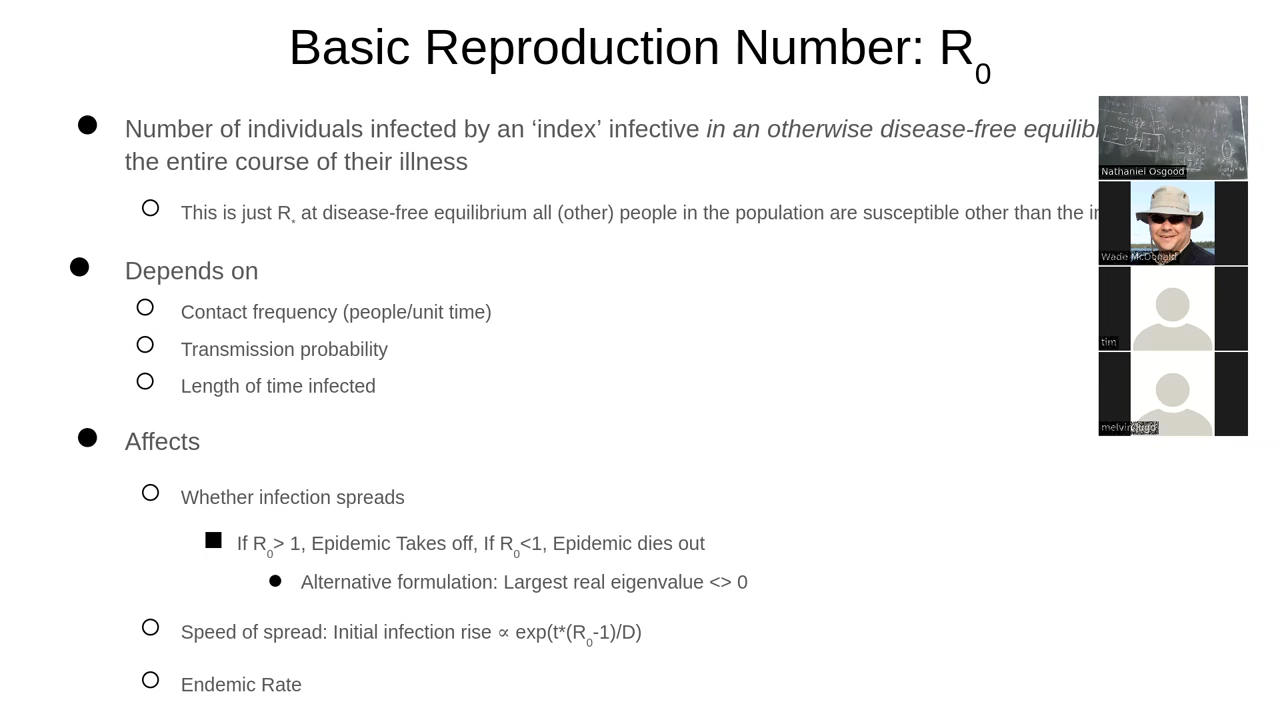 Basic Reproduction Number: R0
Number of individuals infected by an ‘index’ infective in an otherwise disease-free
the entire course of their illness
This is just R* at disease-free equilibrium all (other) people in the population are susceptible other than the
Depends on
Contact frequency (people/unit time)
Transmission probability
Length of time infected
Affects
Whether infection spreads
If R0> 1, Epidemic Takes off, If R0<1, Epidemic dies out
Alternative formulation: Largest real eigenvalue <> 0
Speed of spread: Initial infection rise ∝ exp(t*(R0-1)/D)
Endemic Rate
Nathaniel Osgood
Wade McDonald
tim